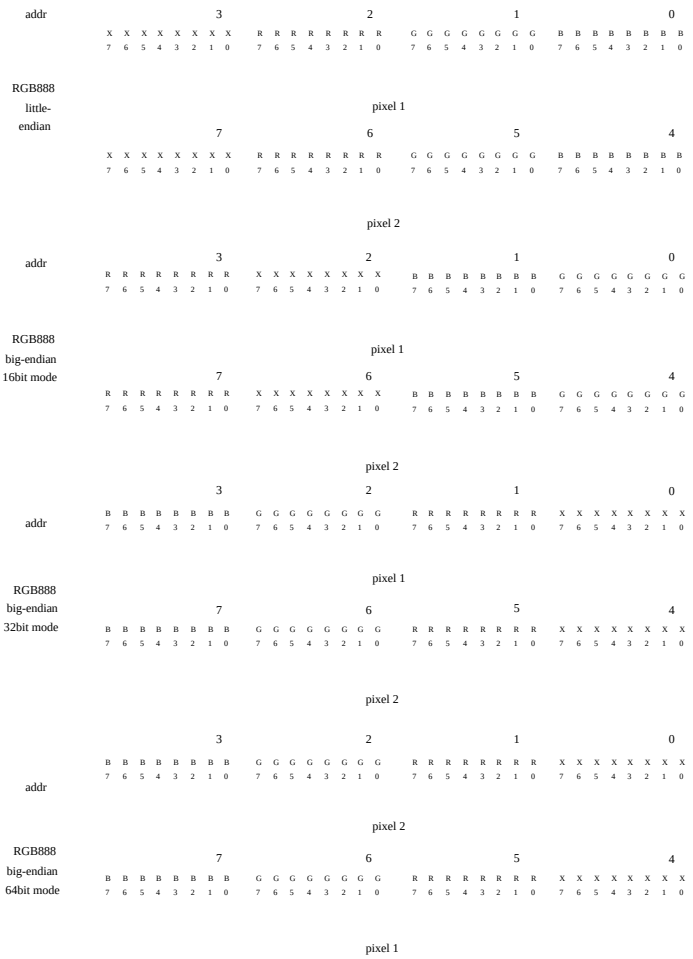 addr 3 2 1 0
X X X X X X X X R R R R R R R R G G G G G G G G B B B B B B B B
7 6 5 4 3 2 1 0 7 6 5 4 3 2 1 0 7 6 5 4 3 2 1 0 7 6 5 4 3 2 1 0
RGB888
little-
pixel 1
endian
7 6 5 4
X X X X X X X X R R R R R R R R G G G G G G G G B B B B B B B B
7 6 5 4 3 2 1 0 7 6 5 4 3 2 1 0 7 6 5 4 3 2 1 0 7 6 5 4 3 2 1 0
pixel 2
addr 3 2 1 0
R R R R R R R R X X X X X X X X B B B B B B B B G G G G G G G G
7 6 5 4 3 2 1 0 7 6 5 4 3 2 1 0 7 6 5 4 3 2 1 0 7 6 5 4 3 2 1 0
RGB888
pixel 1
big-endian
16bit mode 7 6 5 4
R R R R R R R R X X X X X X X X B B B B B B B B G G G G G G G G
7 6 5 4 3 2 1 0 7 6 5 4 3 2 1 0 7 6 5 4 3 2 1 0 7 6 5 4 3 2 1 0
pixel 2
3 2 1 0
B B B B B B B B G G G G G G G G R R R R R R R R X X X X X X X X
addr 7 6 5 4 3 2 1 0 7 6 5 4 3 2 1 0 7 6 5 4 3 2 1 0 7 6 5 4 3 2 1 0
pixel 1
RGB888
big-endian 7 6 5 4
32bit mode B B B B B B B B G G G G G G G G R R R R R R R R X X X X X X X X
7 6 5 4 3 2 1 0 7 6 5 4 3 2 1 0 7 6 5 4 3 2 1 0 7 6 5 4 3 2 1 0
pixel 2
3 2 1 0
B B B B B B B B G G G G G G G G R R R R R R R R X X X X X X X X
7 6 5 4 3 2 1 0 7 6 5 4 3 2 1 0 7 6 5 4 3 2 1 0 7 6 5 4 3 2 1 0
addr
pixel 2
RGB888
7 6 5 4
big-endian
B B B B B B B B G G G G G G G G R R R R R R R R X X X X X X X X
64bit mode 7 6 5 4 3 2 1 0 7 6 5 4 3 2 1 0 7 6 5 4 3 2 1 0 7 6 5 4 3 2 1 0
pixel 1